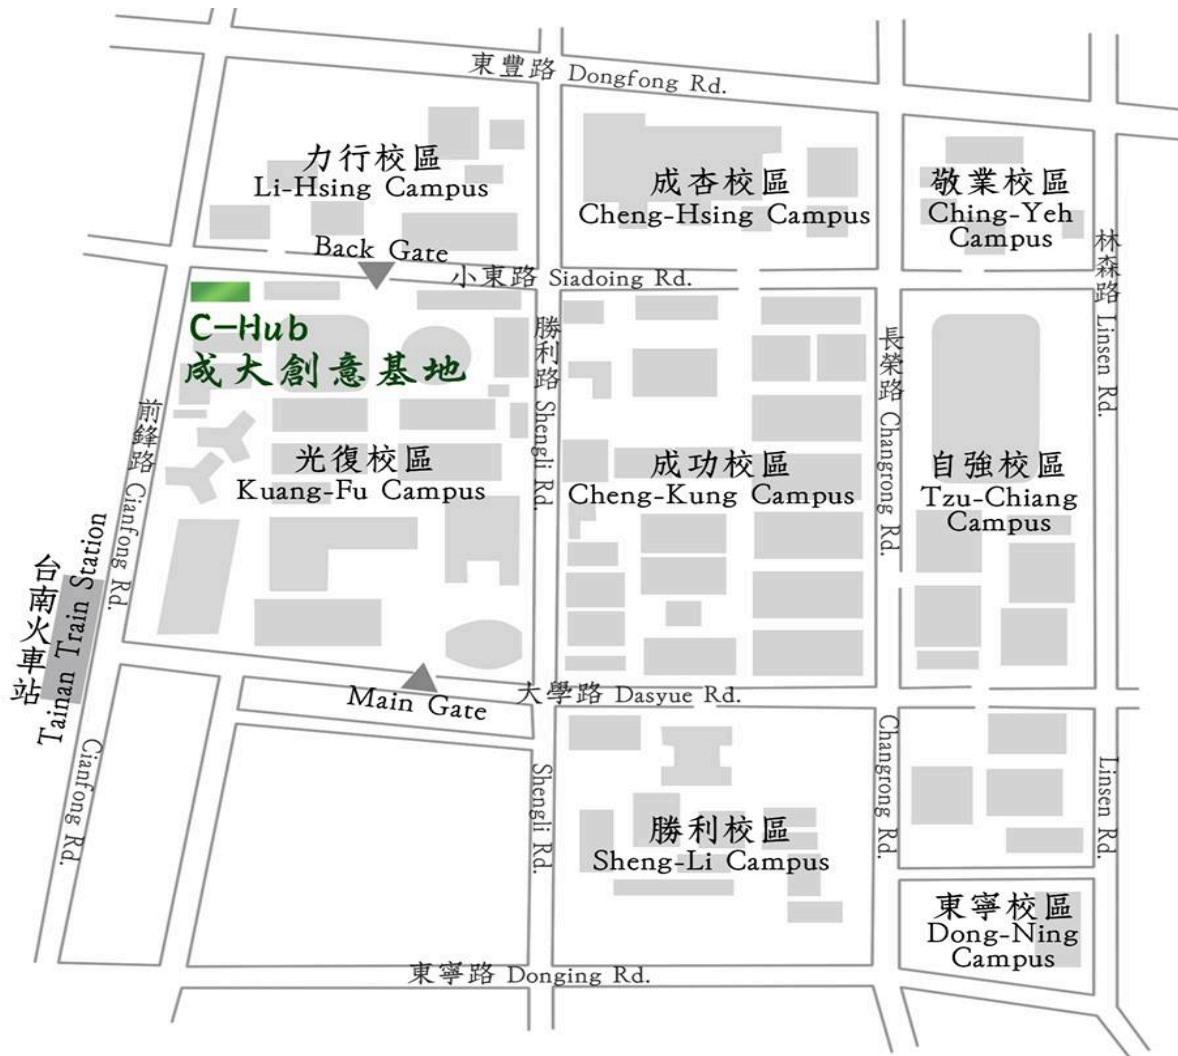 東豐路 Dongfong Rd.
力行校區
Li-Hsing Campus
成杏校區
Cheng-Hsing Campus
敬業校區
Ching-Yeh
Campus
Back Gate
小東路 Siadoing Rd.
林森路 Linsen Rd.
C-Hub
成大創意基地
勝利路 Shengli Rd.
長榮路 Changrong Rd.
前鋒路 Cianfong Rd.
光復校區
Kuang-Fu Campus
成功校區
Cheng-Kung Campus
自強校區
Tzu-Chiang
Campus
台南火車站
Tainan Train Station
Main Gate
大學路 Dasyue Rd.
Cianfong Rd.
Shengli Rd.
Changrong Rd.
Linsen Rd.
勝利校區
Sheng-Li Campus
東寧校區
Dong-Ning
Campus
東寧路 Donging Rd.